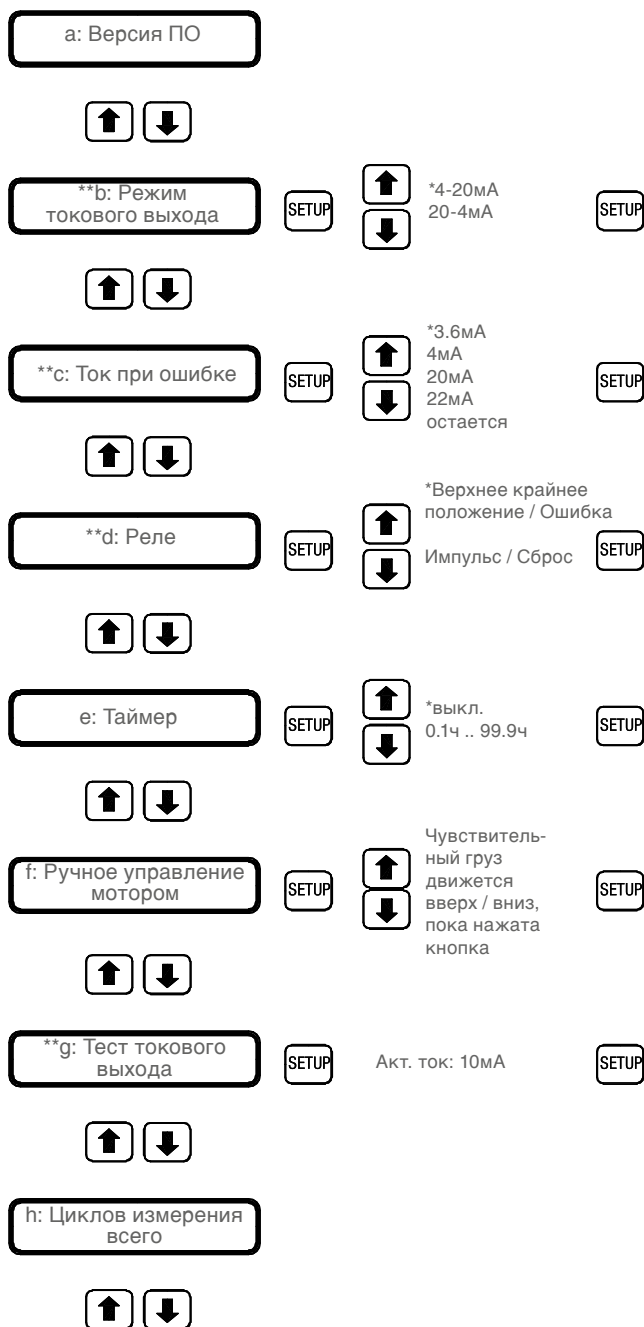 a: Версия ПО
**b: Режим
токового выхода
SETUP
*4-20мА
20-4мА
SETUP
**c: Ток при ошибке
SETUP
*3.6мА
4мА
20мА
22мА
остается
SETUP
**d: Реле
SETUP
*Верхнее крайнее
положение / Ошибка
Импульс / Сброс
SETUP
e: Таймер
SETUP
*выкл.
0.1ч .. 99.9ч
SETUP
f: Ручное управление
мотором
SETUP
Чувствитель-
ный груз
движется
вверх / вниз,
пока нажата
кнопка
SETUP
**g: Тест токового
выхода
SETUP
Акт. ток: 10мА
SETUP
h: Циклов измерения
всего